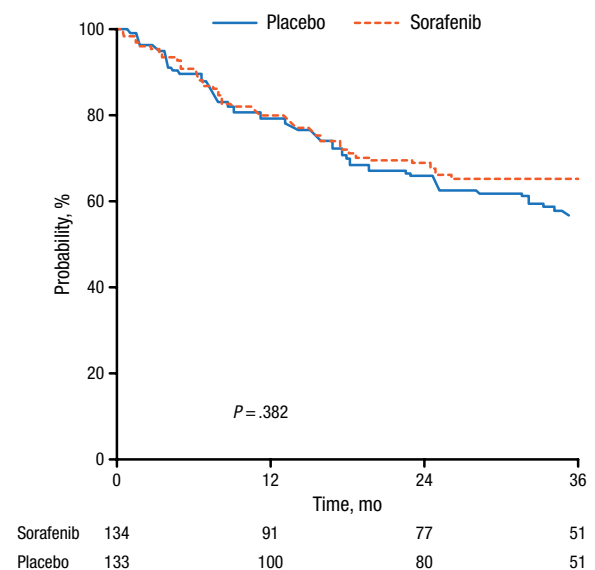 Placebo Sorafenib
100
80
60
40
20
0
Probability, %
P = .382
0 12 24 36
Time, mo
Sorafenib 134 91 77 51
Placebo 133 100 80 51